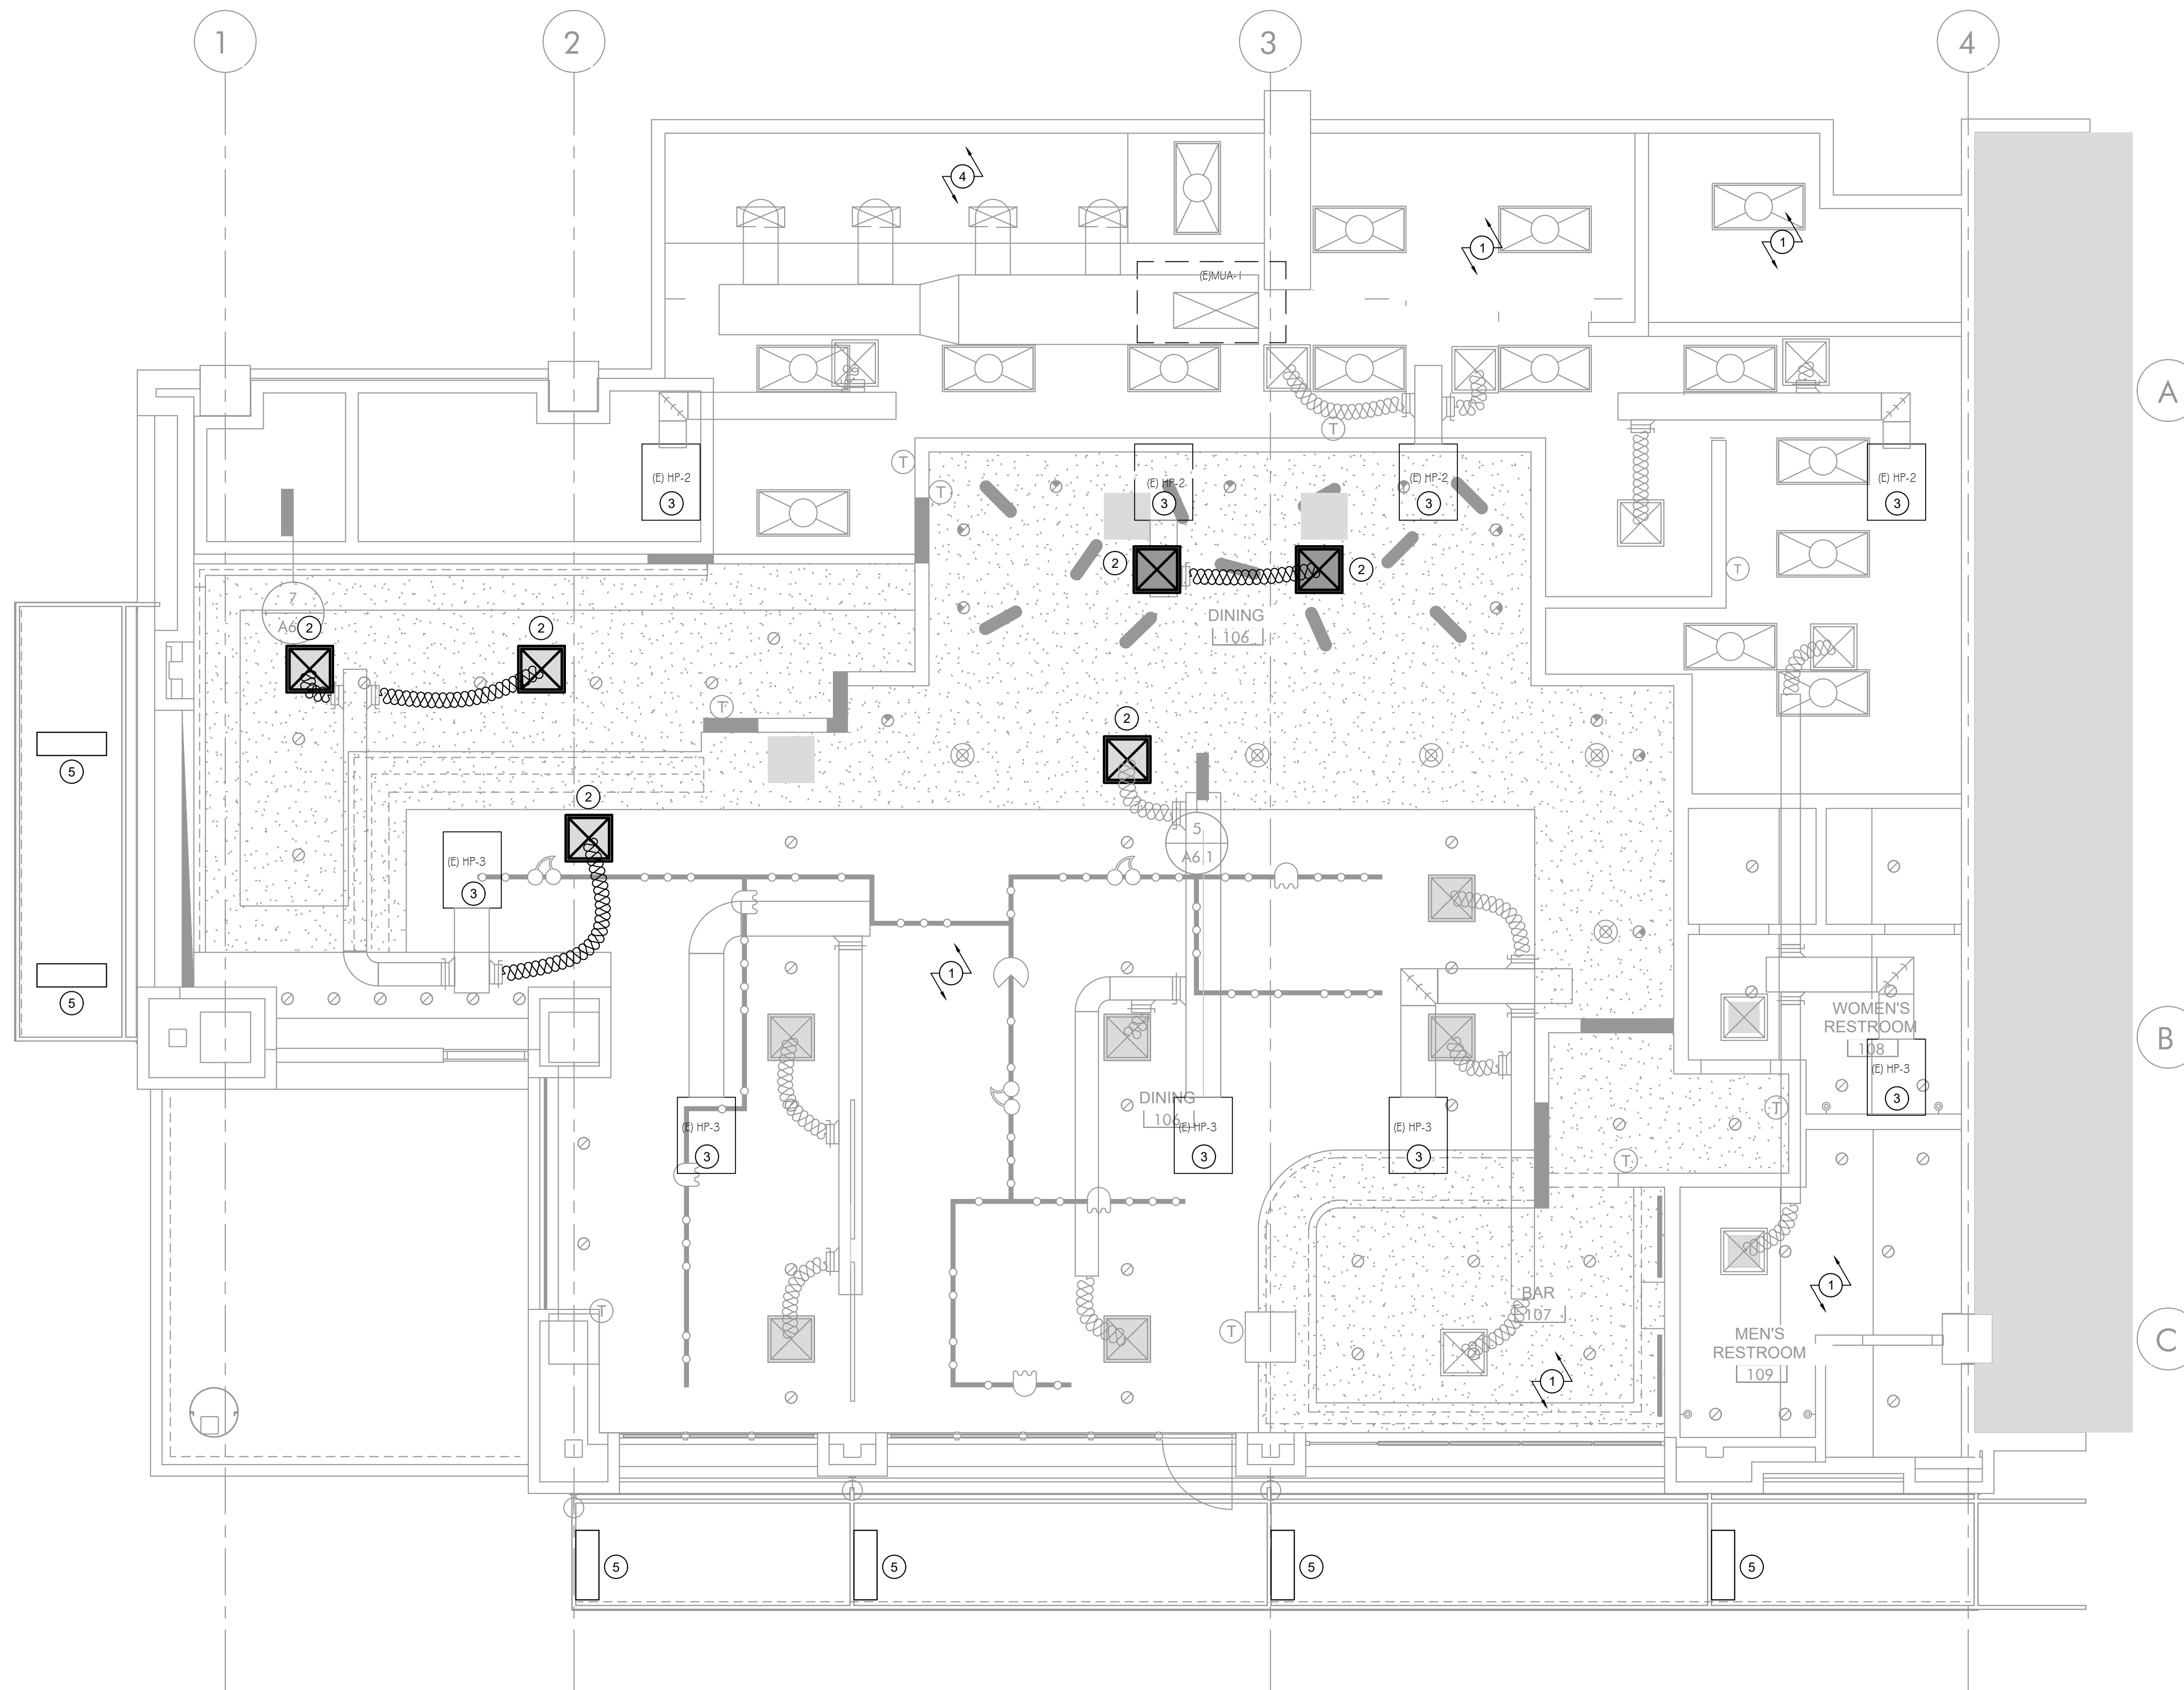 1 2 3 4
4
1 1
(E)MUA-1
A
T
T
T
(E) HP-2
3
(E) HP-2
3
(E) HP-2
3
(E) HP-2
3
2 2
T
7
A6
2 2
DINING
106
T
2
5
5
2
(E) HP-3
3
5
A6.1
1
5
WOMEN'S
RESTROOM
108
B
(E) HP-3
3
DINING
106
T
(E) HP-3
3
(E) HP-3
3
(E) HP-3
3
T
1
BAR
107
T
T
MEN'S
RESTROOM
109
C
1
5 5 5 5